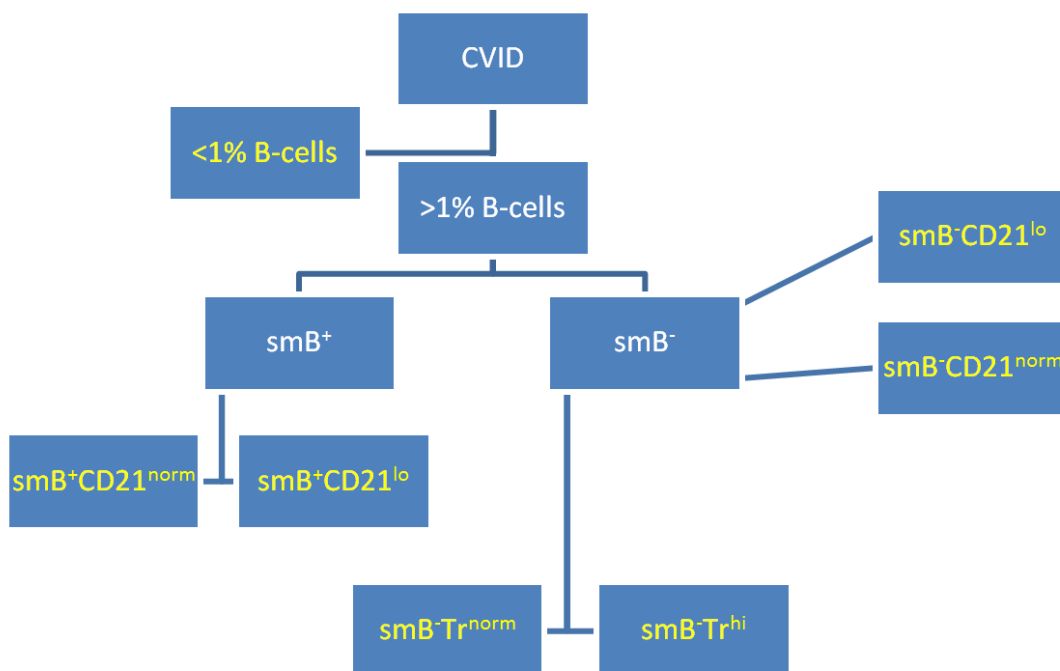 CVID
<1% B-cells
>1% B-cells
smB⁻CD21ˡᵒ
smB⁺
smB⁻
smB⁻CD21ⁿᵒʳᵐ
smB⁺CD21ⁿᵒʳᵐ
smB⁺CD21ˡᵒ
smB⁻Trⁿᵒʳᵐ
smB⁻Trʰⁱ